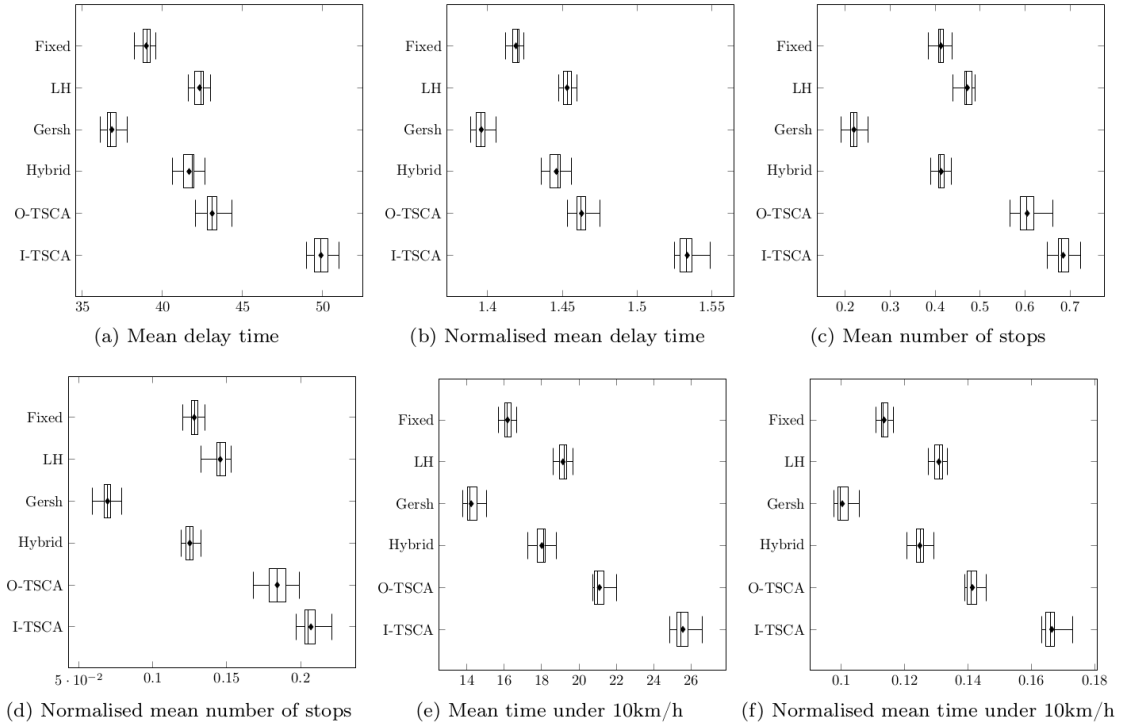 Fixed
LH
Gersh
Hybrid
O-TSCA
I-TSCA
35 40 45 50
(a) Mean delay time
Fixed
LH
Gersh
Hybrid
O-TSCA
I-TSCA
1.4 1.45 1.5 1.55
(b) Normalised mean delay time
Fixed
LH
Gersh
Hybrid
O-TSCA
I-TSCA
0.2 0.3 0.4 0.5 0.6 0.7
(c) Mean number of stops
Fixed
LH
Gersh
Hybrid
O-TSCA
I-TSCA
5 · 10⁻² 0.1 0.15 0.2
(d) Normalised mean number of stops
Fixed
LH
Gersh
Hybrid
O-TSCA
I-TSCA
14 16 18 20 22 24 26
(e) Mean time under 10km/h
Fixed
LH
Gersh
Hybrid
O-TSCA
I-TSCA
0.1 0.12 0.14 0.16 0.18
(f) Normalised mean time under 10km/h